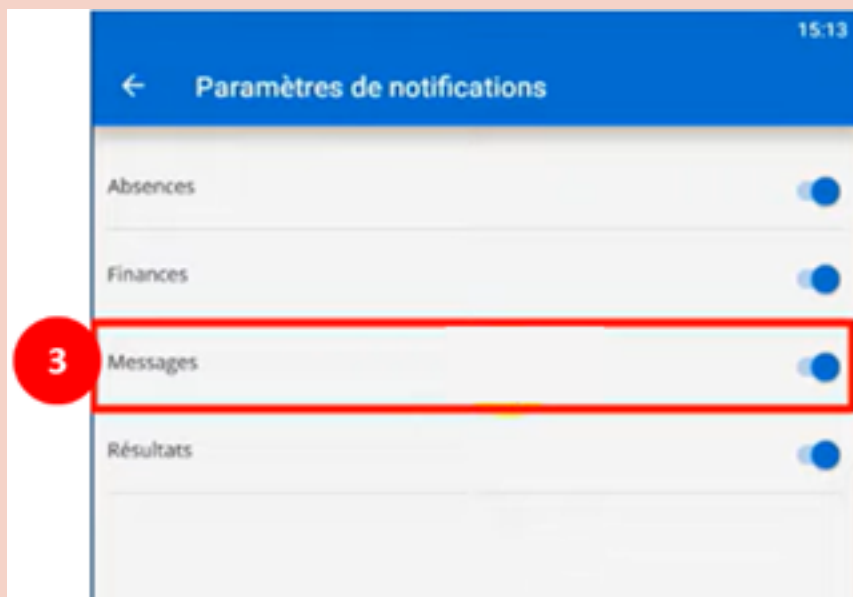 15:13
Paramètres de notifications
Absences
Finances
3
Messages
Résultats